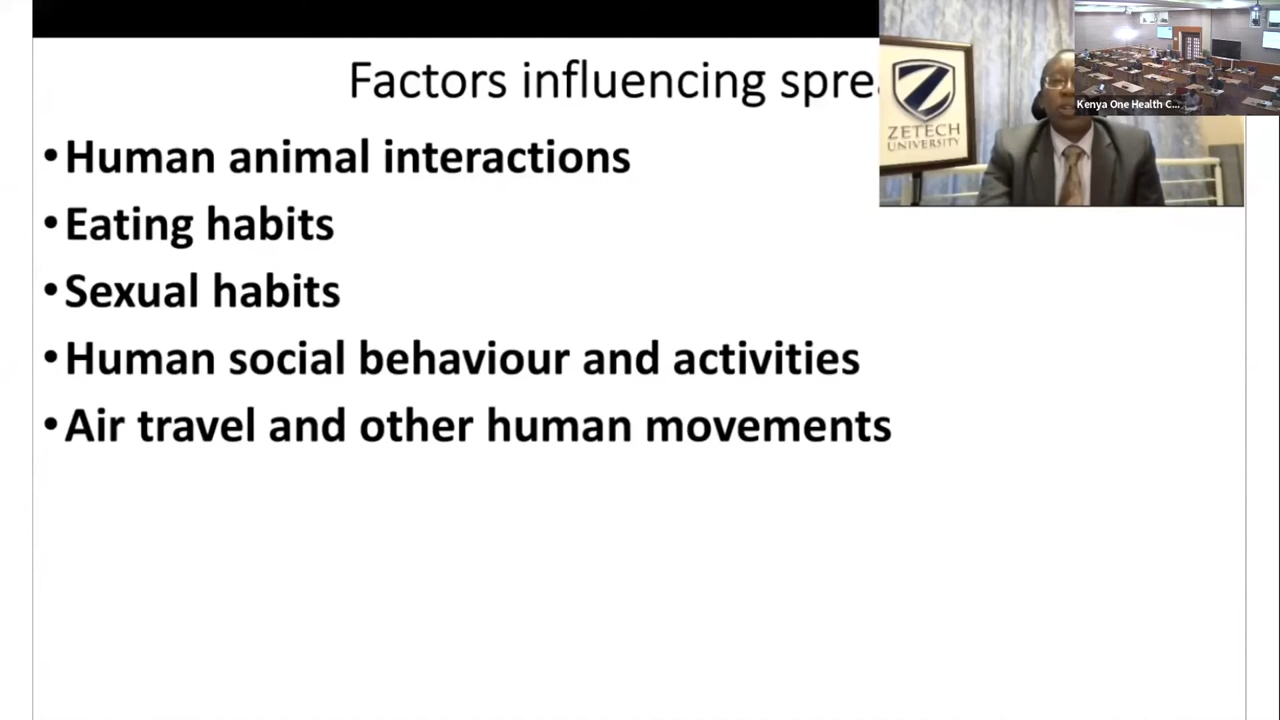 Factors influencing sprea
• Human animal interactions
• Eating habits
• Sexual habits
• Human social behaviour and activities
• Air travel and other human movements
ZETECH
UNIVERSITY
Kenya One Health C...